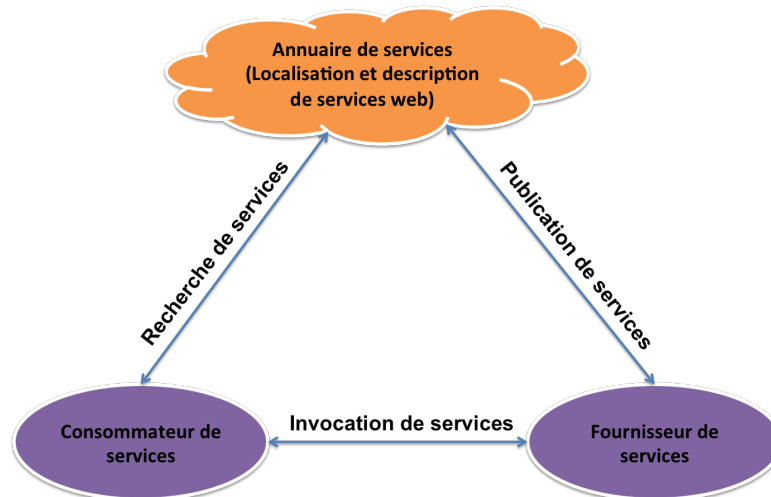 Annuaire de services
(Localisation et description
de services web)
Recherche de services
Publication de services
Invocation de services
Consommateur de
services
Fournisseur de
services